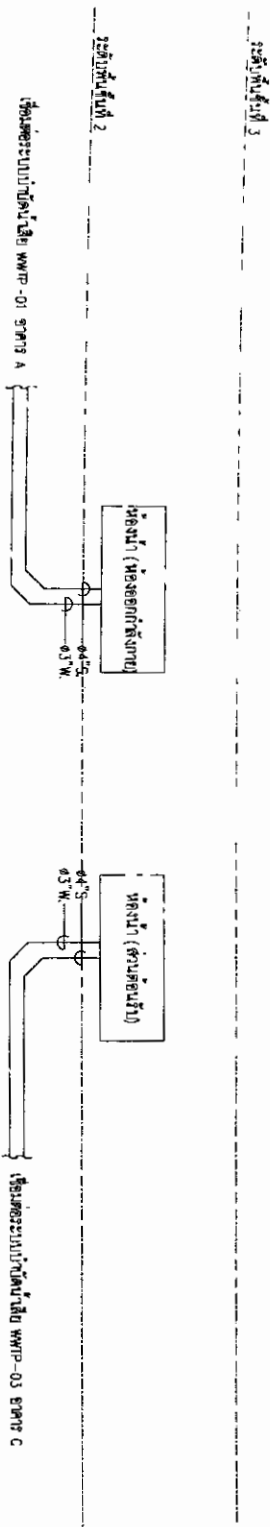 ระดับพื้นชั้นที่ 3
ระดับพื้นชั้นที่ 2
ห้องน้ำ (ห้องออกกำลังกาย)
ø4"S.
ø3"W.
เชื่อมต่อระบบบำบัดน้ำเสีย WWTP-01 อาคาร A
ห้องน้ำ (ส่วนต้อนรับ)
ø4"S
ø3"W.
เชื่อมต่อระบบบำบัดน้ำเสีย WWTP-03 อาคาร C